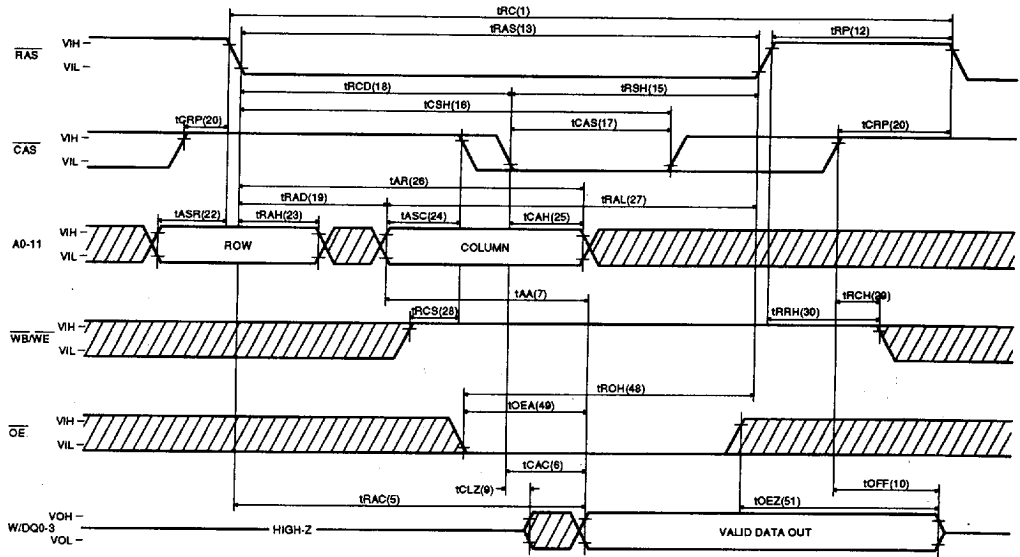 tRC(1)
tRAS(13)
tRP(12)
RAS
VIH
VIL
tRCD(18)
tRSH(15)
tCSH(16)
tCRP(20)
tCAS(17)
tCRP(20)
CAS
VIH
VIL
tAR(26)
tRAD(19)
tRAL(27)
tASR(22)
tRAH(23)
tASC(24)
tCAH(25)
A0-11
VIH
VIL
ROW
COLUMN
tAA(7)
tRCS(28)
tRCH(29)
tRRH(30)
WB/WE
VIH
VIL
tROH(48)
tOEA(49)
OE
VIH
VIL
tCAC(6)
tCLZ(9)
tOFF(10)
tRAC(5)
tOEZ(51)
W/DQ0-3
VOH
VOL
HIGH-Z
VALID DATA OUT